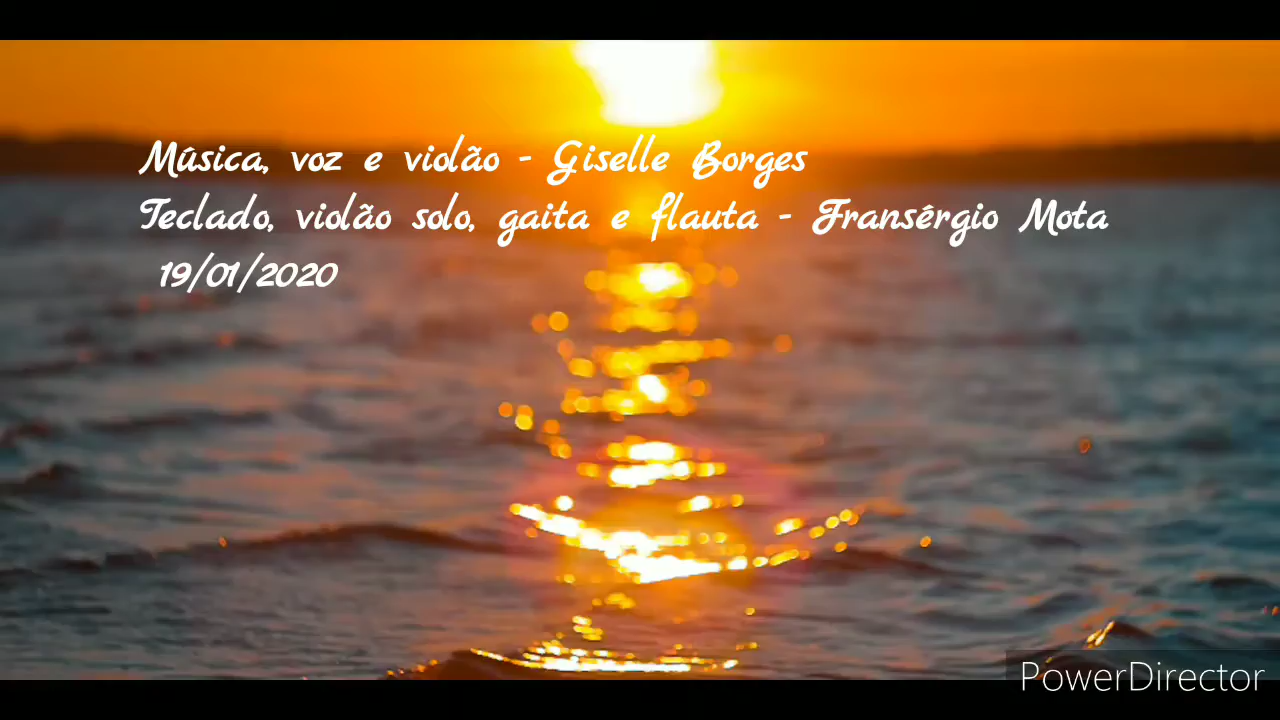 Música, voz e violão - Giselle Borges
Teclado, violão solo, gaita e flauta - Fransérgio Mota
19/01/2020
PowerDirector